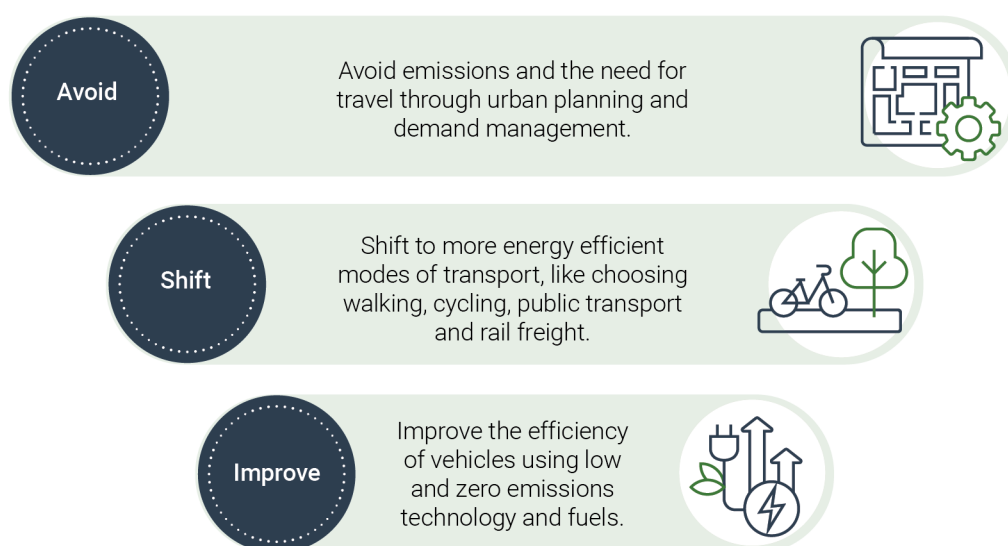 Avoid
Avoid emissions and the need for
travel through urban planning and
demand management.
Shift
Shift to more energy efficient
modes of transport, like choosing
walking, cycling, public transport
and rail freight.
Improve
Improve the efficiency
of vehicles using low
and zero emissions
technology and fuels.